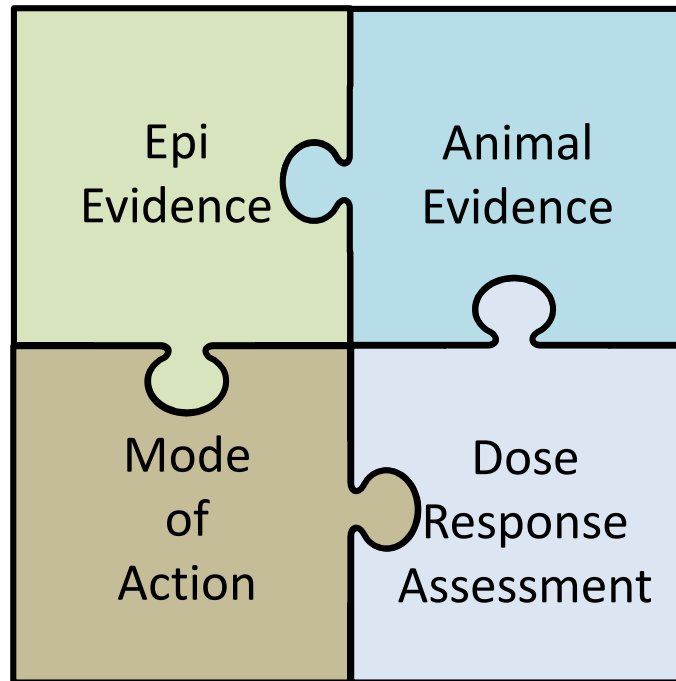 Epi
Evidence
Animal
Evidence
Mode
of
Action
Dose
Response
Assessment